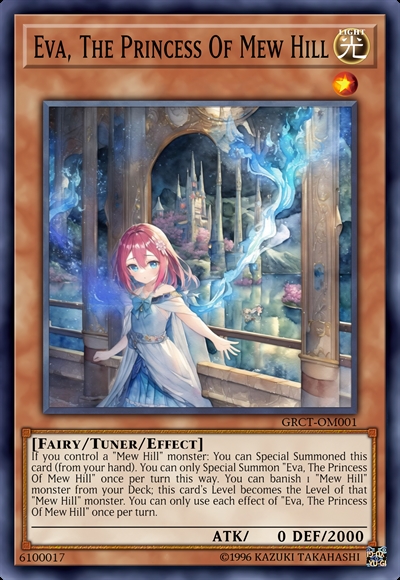 Eva, The Princess Of Mew Hill
LIGHT
光
GRCT-OM001
[Fairy/Tuner/Effect]
If you control a "Mew Hill" monster: You can Special Summoned this
card (from your hand). You can only Special Summon "Eva, The Princess
Of Mew Hill" once per turn this way. You can banish 1 "Mew Hill"
monster from your Deck; this card's Level becomes the Level of that
"Mew Hill" monster. You can only use each effect of "Eva, The Princess
Of Mew Hill" once per turn.
ATK/ 0 DEF/2000
6100017
©1996 KAZUKI TAKAHASHI